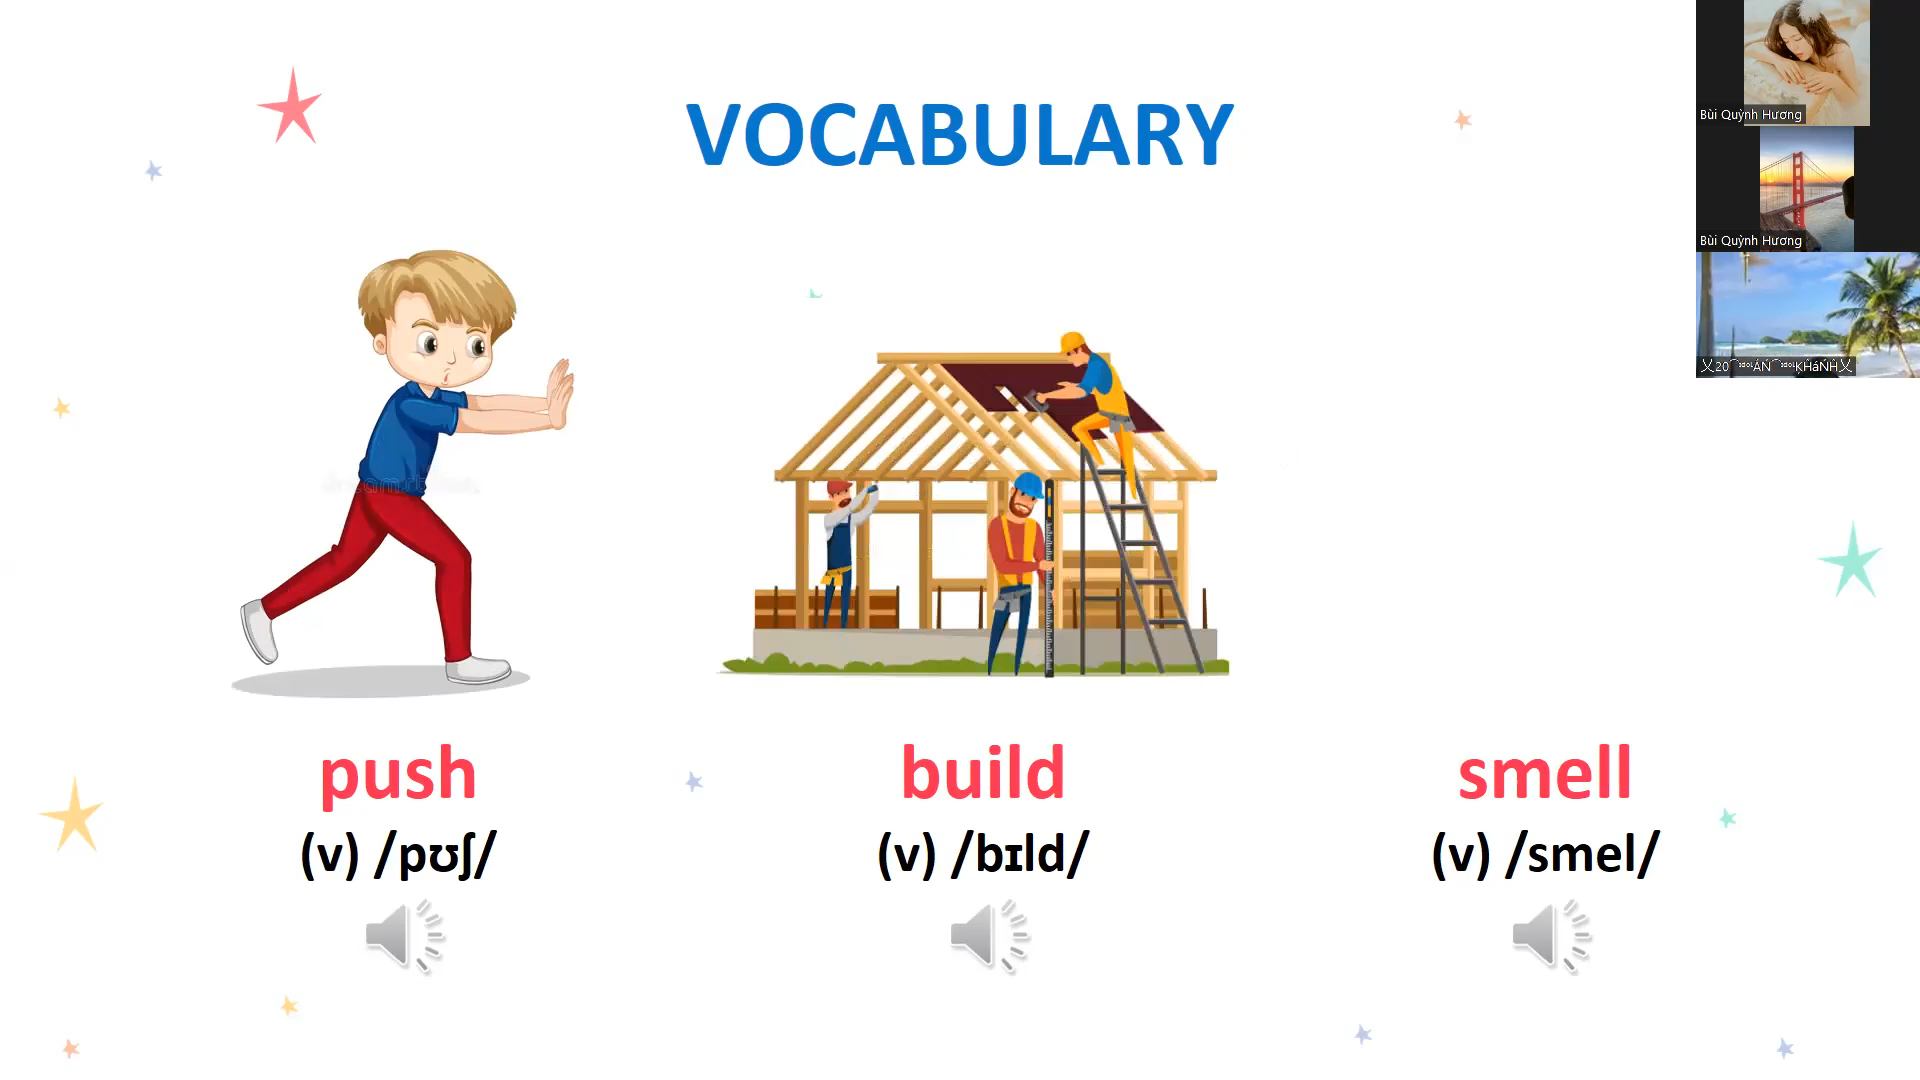 VOCABULARY
push
(v) /pʊʃ/
build
(v) /bɪld/
smell
(v) /smel/
Bùi Quỳnh Hương
Bùi Quỳnh Hương